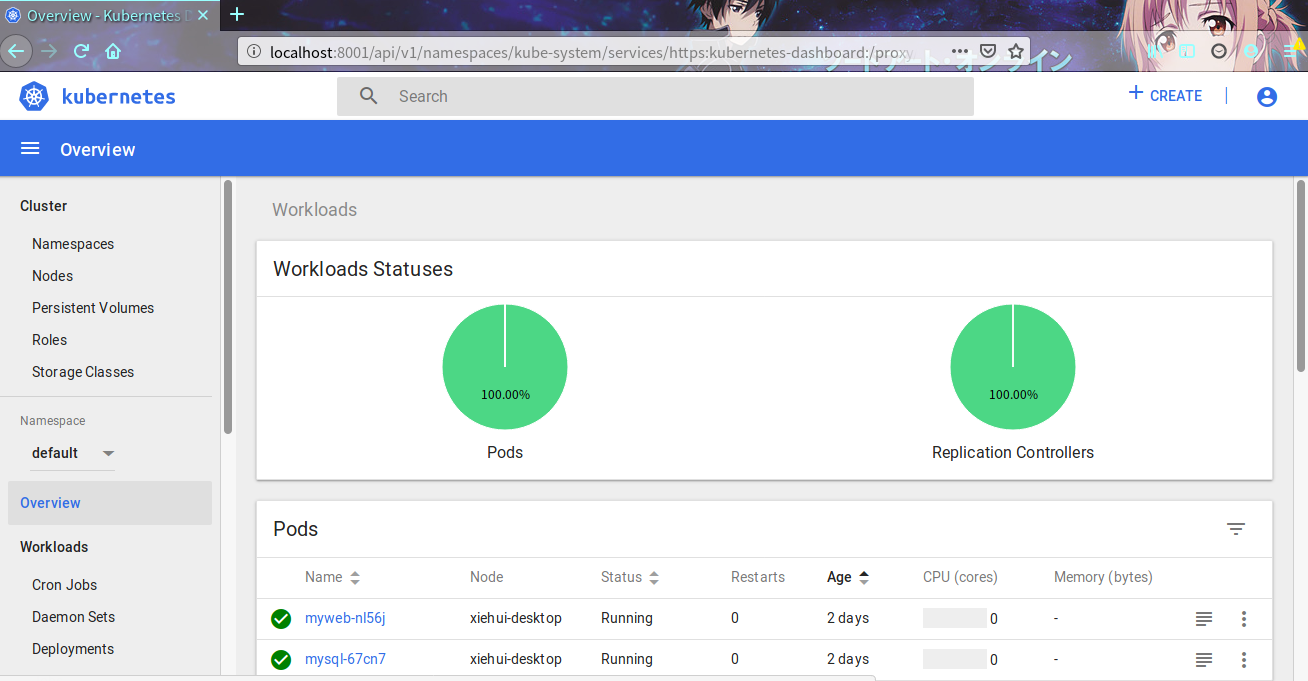 Overview - Kubernetes D
localhost:8001/api/v1/namespaces/kube-system/services/https:kubernetes-dashboard:/proxy
kubernetes
Search
CREATE
Overview
Cluster
Namespaces
Nodes
Persistent Volumes
Roles
Storage Classes
Namespace
default
Overview
Workloads
Cron Jobs
Daemon Sets
Deployments
Workloads
Workloads Statuses
100.00%
100.00%
Pods
Replication Controllers
Pods
Name Node Status Restarts Age CPU (cores) Memory (bytes)
myweb-nl56j xiehui-desktop Running 0 2 days 0 -
mysql-67cn7 xiehui-desktop Running 0 2 days 0 -